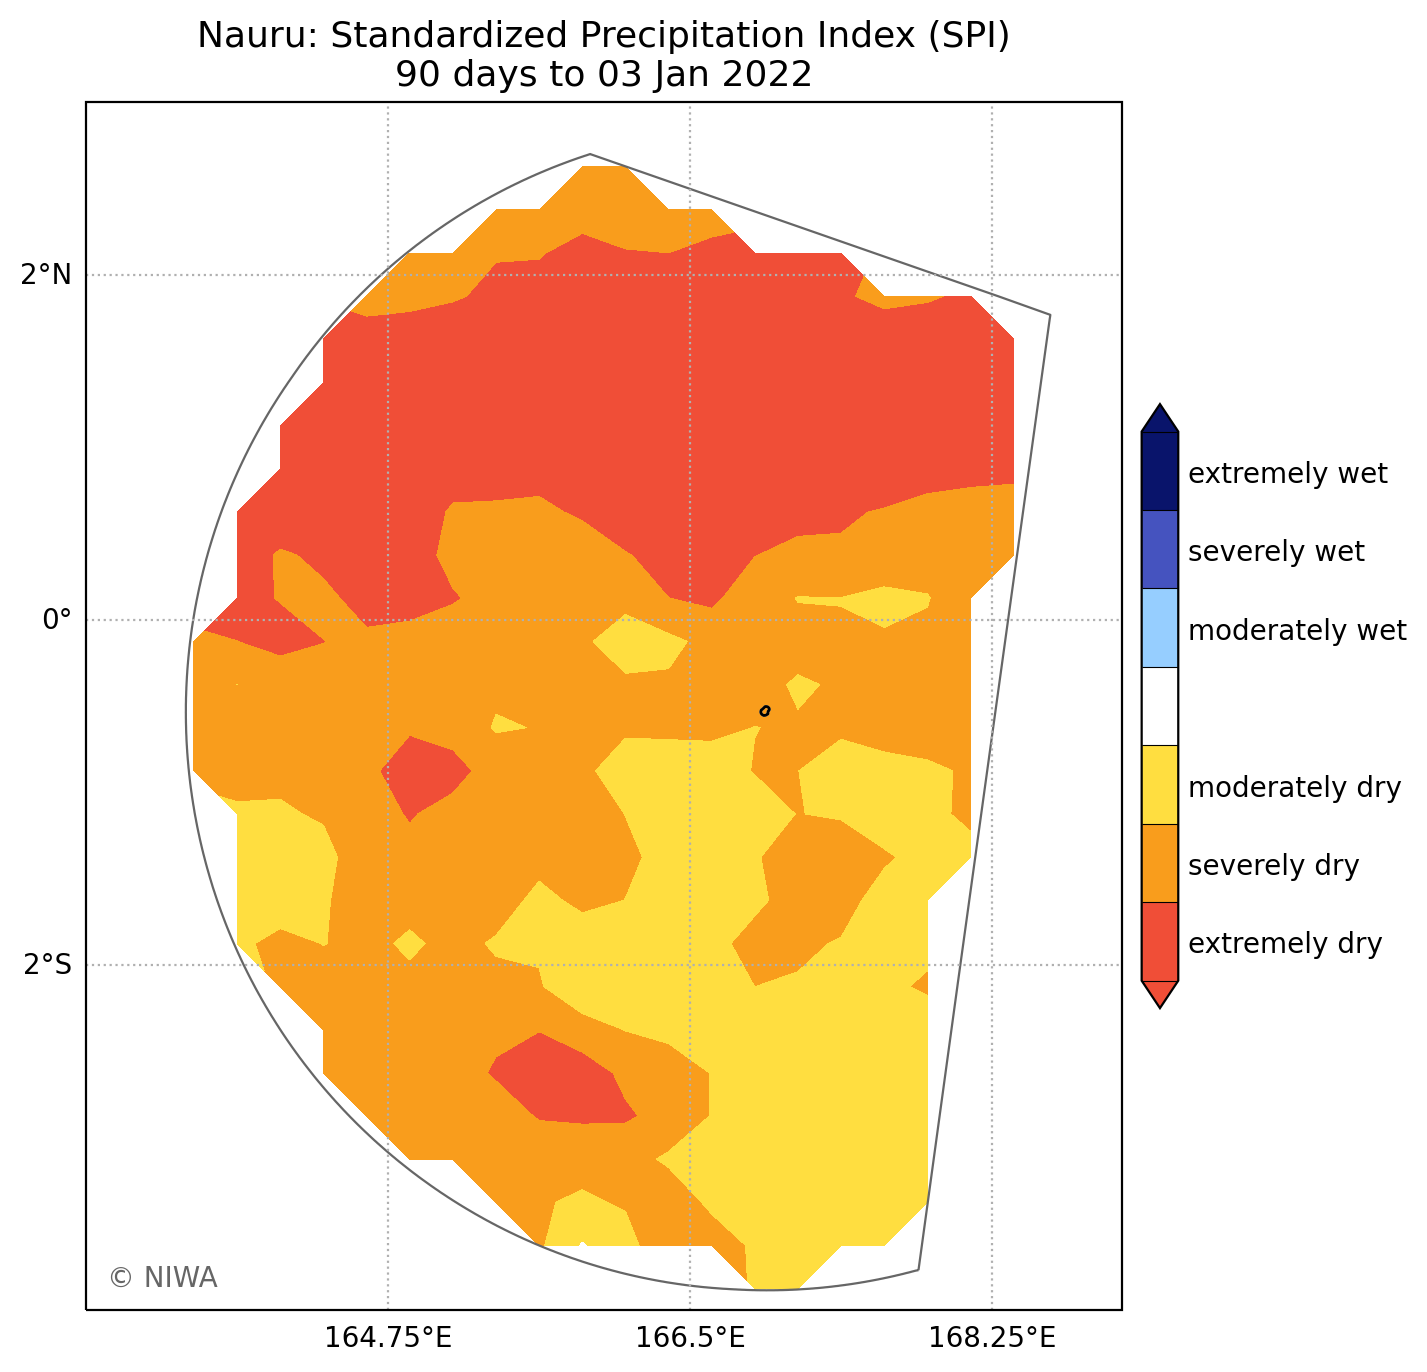 Nauru: Standardized Precipitation Index (SPI)
90 days to 03 Jan 2022
2°N
0°
2°S
164.75°E
166.5°E
168.25°E
extremely wet
severely wet
moderately wet
moderately dry
severely dry
extremely dry
© NIWA